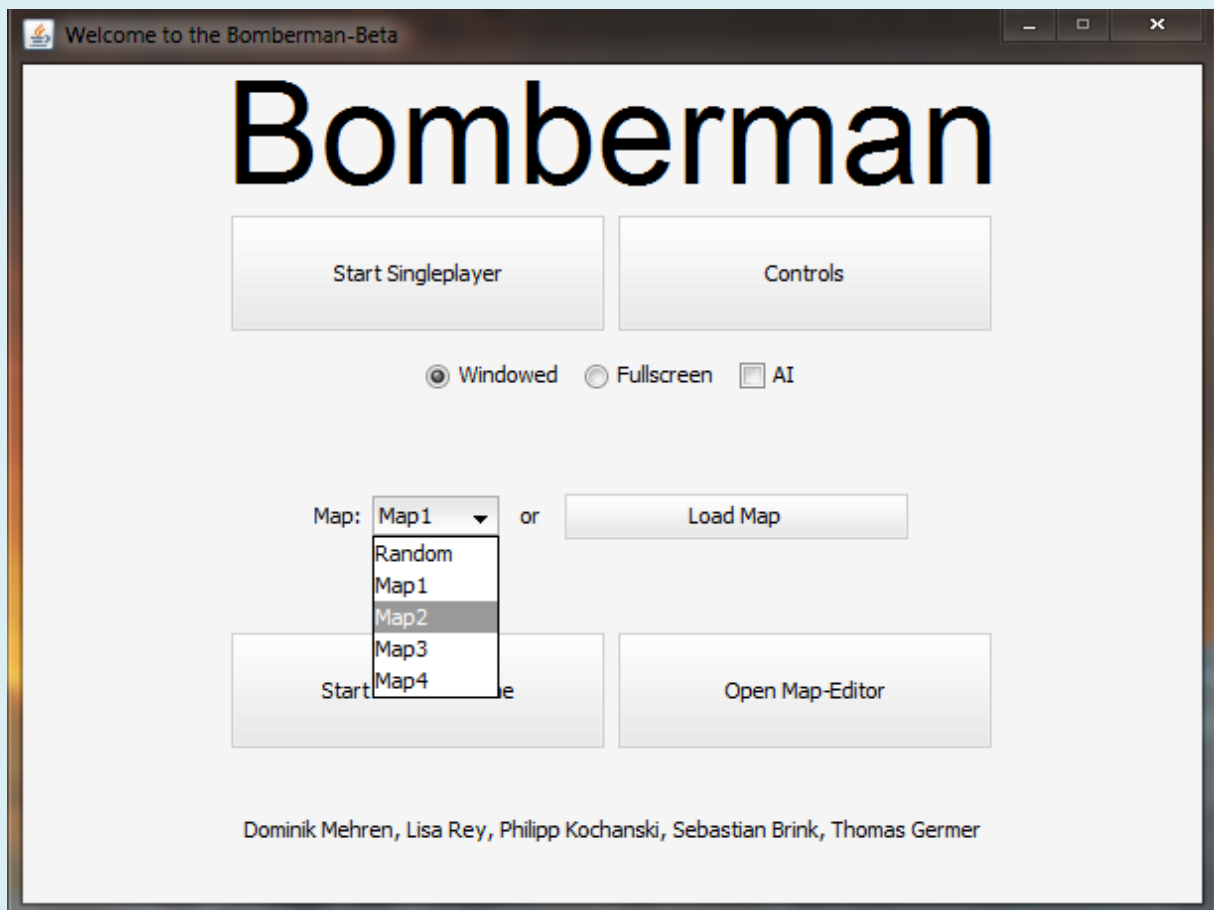 Welcome to the Bomberman-Beta
Bomberman
Start Singleplayer
Controls
Windowed Fullscreen AI
Map: Map1 or Load Map
Random
Map1
Map2
Map3
Map4
Start
Open Map-Editor
Dominik Mehren, Lisa Rey, Philipp Kochanski, Sebastian Brink, Thomas Germer